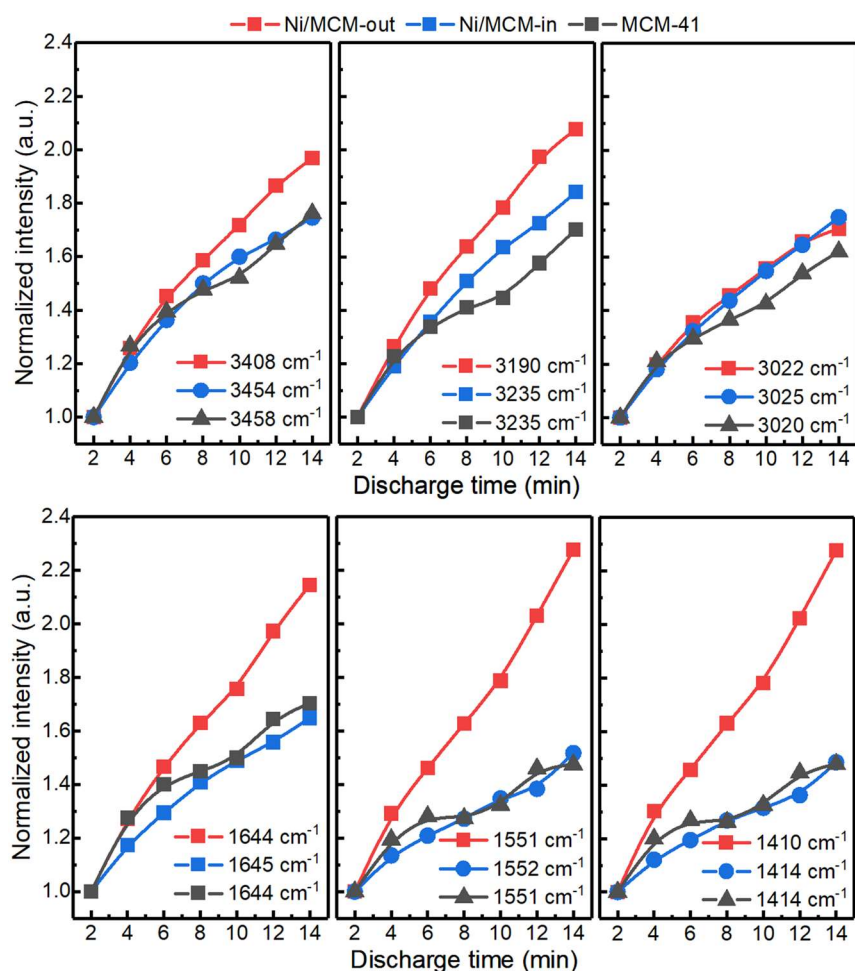 Ni/MCM-out Ni/MCM-in MCM-41
Normalized intensity (a.u.)
2.4
2.2
2.0
1.8
1.6
1.4
1.2
1.0
3408 cm⁻¹
3454 cm⁻¹
3458 cm⁻¹
3190 cm⁻¹
3235 cm⁻¹
3235 cm⁻¹
3022 cm⁻¹
3025 cm⁻¹
3020 cm⁻¹
2 4 6 8 10 12 14 2 4 6 8 10 12 14 2 4 6 8 10 12 14
Discharge time (min)
Normalized intensity (a.u.)
2.4
2.2
2.0
1.8
1.6
1.4
1.2
1.0
1644 cm⁻¹
1645 cm⁻¹
1644 cm⁻¹
1551 cm⁻¹
1552 cm⁻¹
1551 cm⁻¹
1410 cm⁻¹
1414 cm⁻¹
1414 cm⁻¹
2 4 6 8 10 12 14 2 4 6 8 10 12 14 2 4 6 8 10 12 14
Discharge time (min)